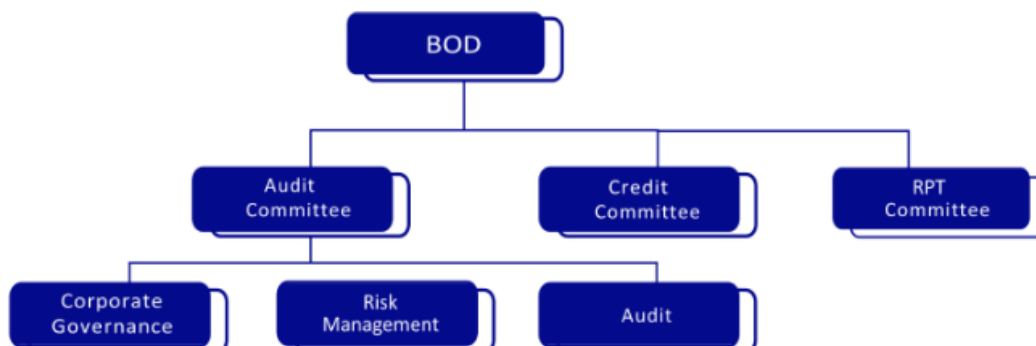 BOD
Audit
Committee
Credit
Committee
RPT
Committee
Corporate
Governance
Risk
Management
Audit